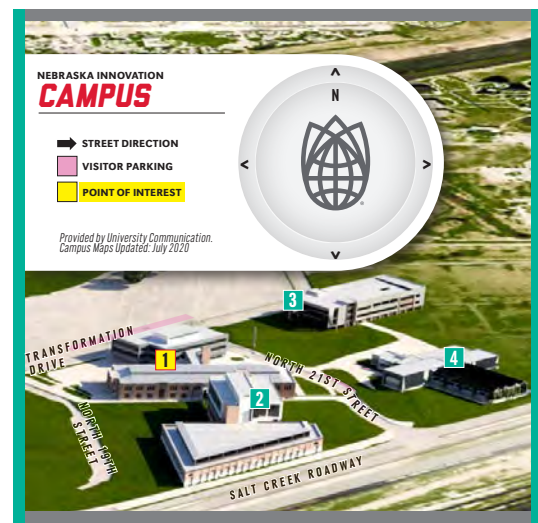 NEBRASKA INNOVATION
CAMPUS
N
STREET DIRECTION
VISITOR PARKING
POINT OF INTEREST
Provided by University Communication.
Campus Maps Updated: July 2020
3
TRANSFORMATION
DRIVE
1
4
NORTH 21ST STREET
2
NORTH 19TH
STREET
SALT CREEK ROADWAY